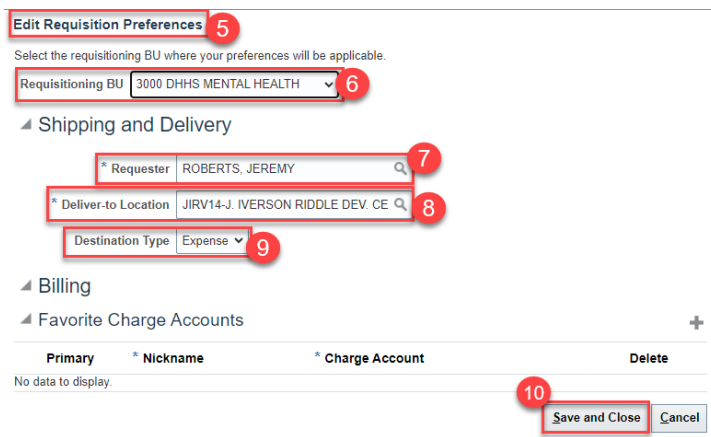 Edit Requisition Preferences 5
Select the requisitioning BU where your preferences will be applicable.
Requisitioning BU 3000 DHHS MENTAL HEALTH 6
Shipping and Delivery
* Requester ROBERTS, JEREMY 7
* Deliver-to Location JIRV14-J. IVERSON RIDDLE DEV. CE 8
Destination Type Expense 9
Billing
Favorite Charge Accounts
Primary * Nickname * Charge Account Delete
No data to display.
10
Save and Close Cancel